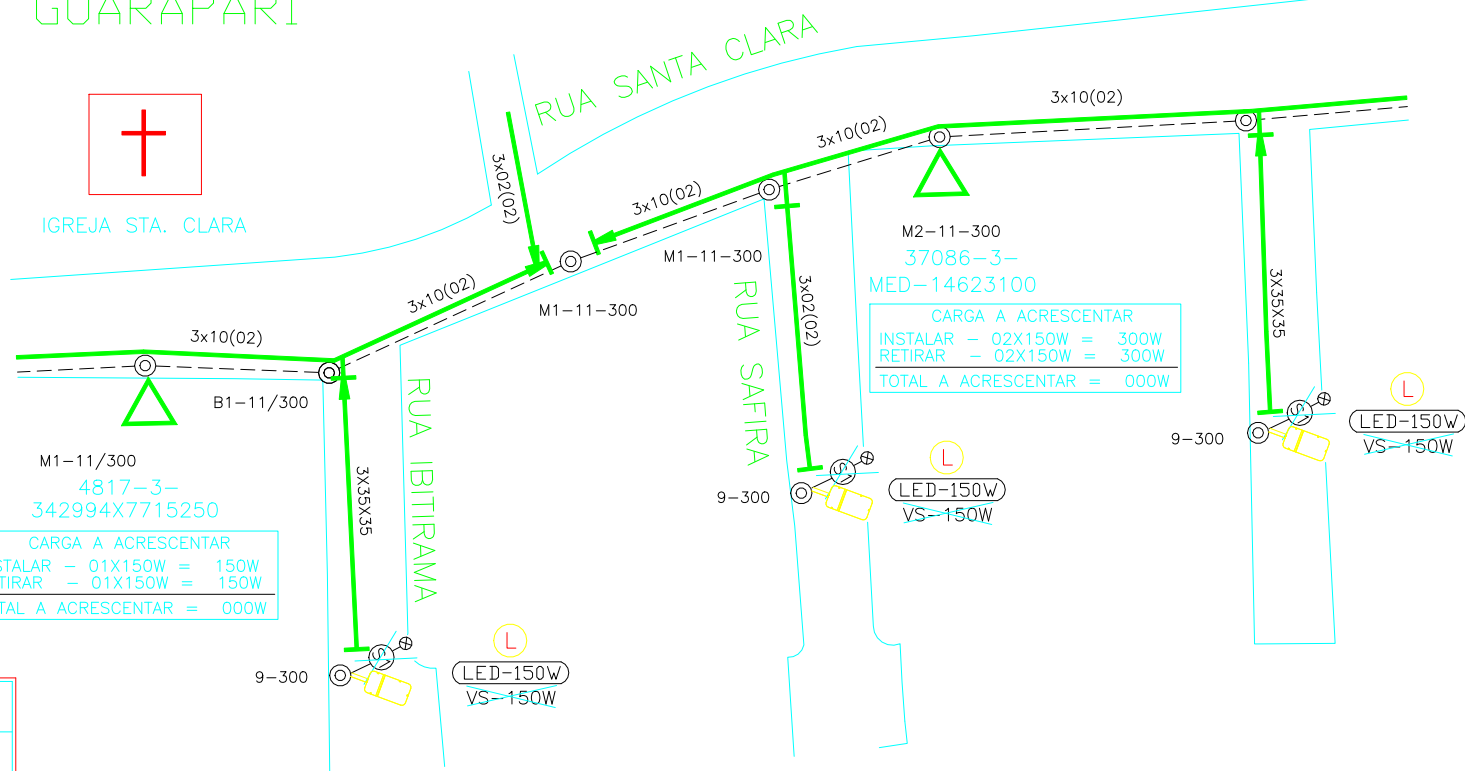 GUARAPARI
IGREJA STA. CLARA
RUA SANTA CLARA
3x02(02)
3x10(02)
3x10(02)
3x10(02)
3x10(02)
3x10(02)
M1-11-300
M1-11-300
M2-11-300
37086-3-
MED-14623100
CARGA A ACRESCENTAR
INSTALAR - 02X150W = 300W
RETIRAR - 02X150W = 300W
TOTAL A ACRESCENTAR = 000W
B1-11/300
M1-11/300
4817-3-
342994X7715250
CARGA A ACRESCENTAR
STALAR - 01X150W = 150W
TIRAR - 01X150W = 150W
TAL A ACRESCENTAR = 000W
3X35X35
RUA IBITIRAMA
9-300
S1
L
LED-150W
VS-150W
RUA SAFIRA
3x02(02)
9-300
S1
L
LED-150W
VS-150W
3X35X35
9-300
S1
L
LED-150W
VS-150W